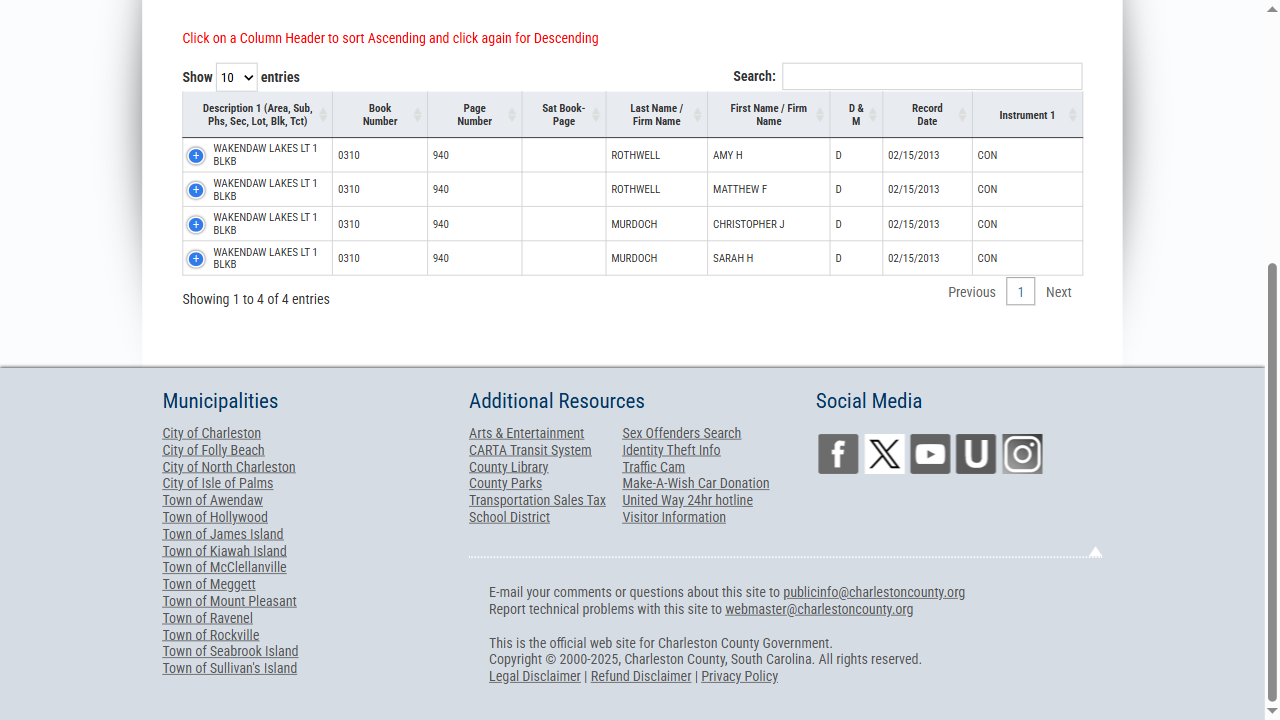 Click on a Column Header to sort Ascending and click again for Descending
Show 10 entries
Search:
Description 1 (Area, Sub, Phs, Sec, Lot, Blk, Tct) Book Number Page Number Sat Book-Page Last Name / Firm Name First Name / Firm Name D & M Record Date Instrument 1
WAKENDAW LAKES LT 1 BLKB 0310 940 ROTHWELL AMY H D 02/15/2013 CON
WAKENDAW LAKES LT 1 BLKB 0310 940 ROTHWELL MATTHEW F D 02/15/2013 CON
WAKENDAW LAKES LT 1 BLKB 0310 940 MURDOCH CHRISTOPHER J D 02/15/2013 CON
WAKENDAW LAKES LT 1 BLKB 0310 940 MURDOCH SARAH H D 02/15/2013 CON
Showing 1 to 4 of 4 entries
Previous 1 Next
Municipalities
City of Charleston
City of Folly Beach
City of North Charleston
City of Isle of Palms
Town of Awendaw
Town of Hollywood
Town of James Island
Town of Kiawah Island
Town of McClellanville
Town of Meggett
Town of Mount Pleasant
Town of Ravenel
Town of Rockville
Town of Seabrook Island
Town of Sullivan's Island
Additional Resources
Arts & Entertainment
CARTA Transit System
County Library
County Parks
Transportation Sales Tax
School District
Sex Offenders Search
Identity Theft Info
Traffic Cam
Make-A-Wish Car Donation
United Way 24hr hotline
Visitor Information
Social Media
E-mail your comments or questions about this site to publicinfo@charlestoncounty.org
Report technical problems with this site to webmaster@charlestoncounty.org
This is the official web site for Charleston County Government.
Copyright © 2000-2025, Charleston County, South Carolina. All rights reserved.
Legal Disclaimer | Refund Disclaimer | Privacy Policy